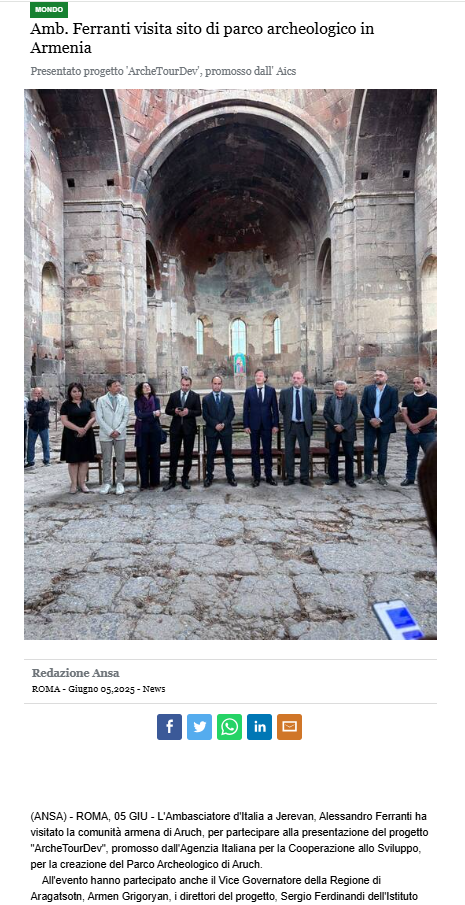 MONDO
Amb. Ferranti visita sito di parco archeologico in
Armenia
Presentato progetto 'ArcheTourDev', promosso dall' Aics
Redazione Ansa
ROMA - Giugno 05,2025 - News
(ANSA) - ROMA, 05 GIU - L'Ambasciatore d'Italia a Jerevan, Alessandro Ferranti ha
visitato la comunità armena di Aruch, per partecipare alla presentazione del progetto
"ArcheTourDev", promosso dall'Agenzia Italiana per la Cooperazione allo Sviluppo,
per la creazione del Parco Archeologico di Aruch.
All'evento hanno partecipato anche il Vice Governatore della Regione di
Aragatsotn, Armen Grigoryan, i direttori del progetto, Sergio Ferdinandi dell'Istituto